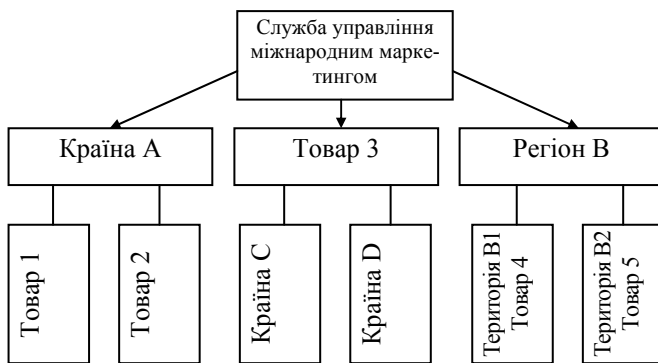 Служба управління
міжнародним марке-
тингом
Країна А
Товар 3
Регіон В
Товар 1
Товар 2
Країна С
Країна D
Територія В1
Товар 4
Територія В2
Товар 5